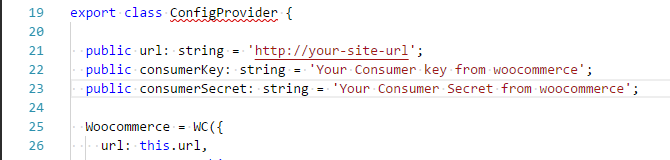 19 export class ConfigProvider {
20
21 public url: string = 'http://your-site-url';
22 public consumerKey: string = 'Your Consumer key from woocommerce';
23 public consumerSecret: string = 'Your Consumer Secret from woocommerce';
24
25 Woocommerce = WC({
26 url: this.url,